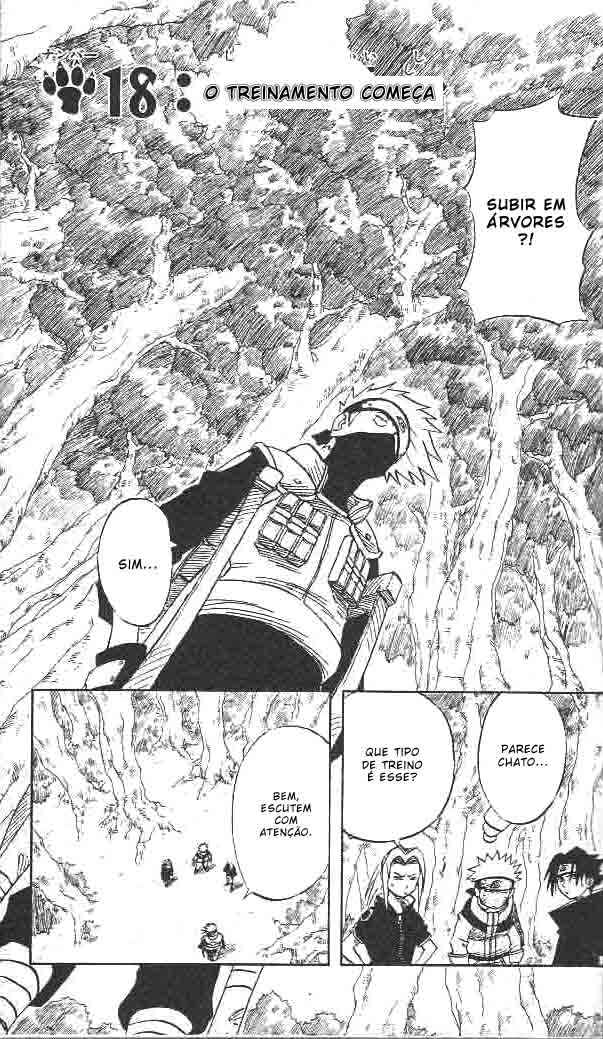 18:
O TREINAMENTO COMEÇA
SUBIR EM
ÁRVORES
?!
SIM...
PARECE
CHATO...
QUE TIPO
DE TREINO
É ESSE?
BEM,
ESCUTEM
COM
ATENÇÃO.